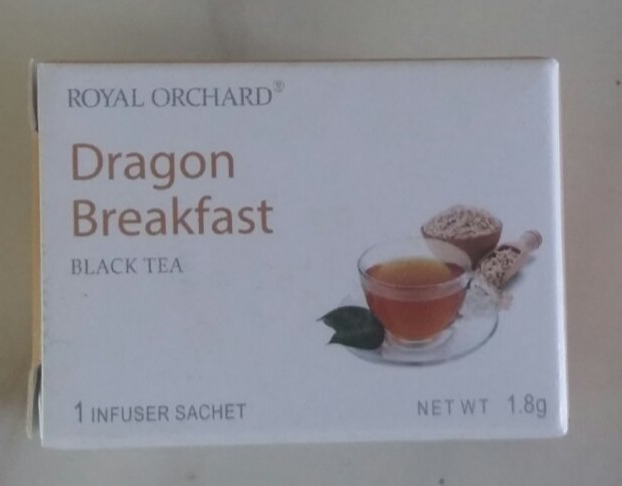 ROYAL ORCHARD®
Dragon
Breakfast
BLACK TEA
1 INFUSER SACHET
NET WT 1.8g